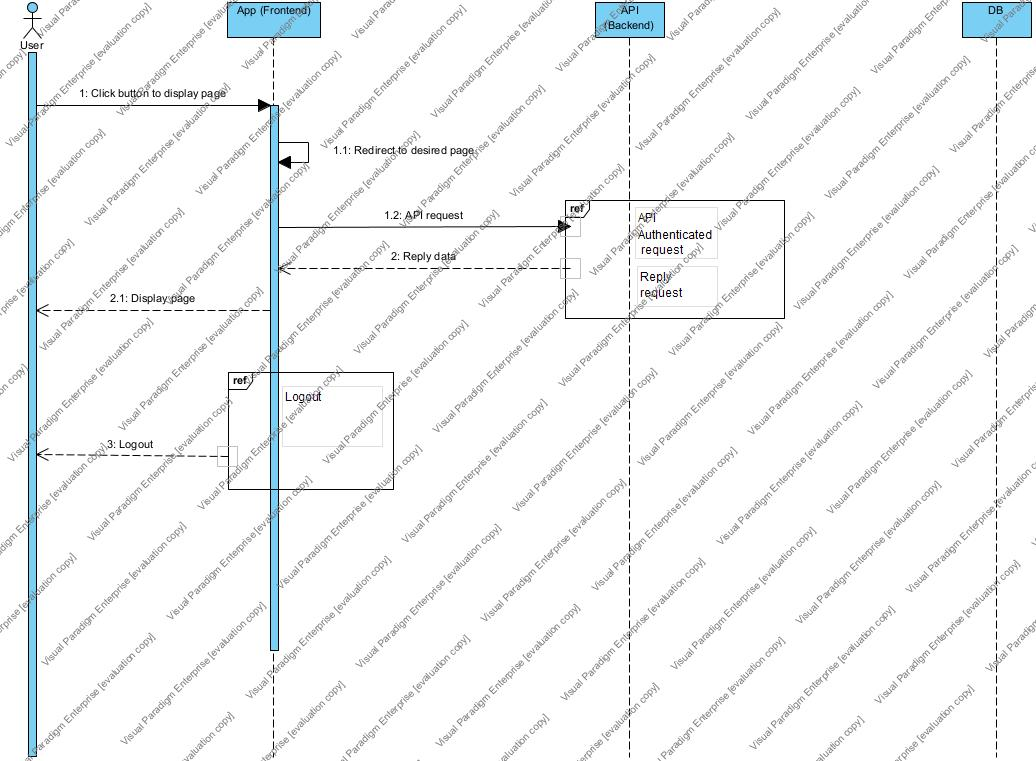 App (Frontend)
API
(Backend)
DB
User
1: Click button to display page
1.1: Redirect to desired page
1.2: API request
ref
API
Authenticated
request
2: Reply data
Reply
request
2.1: Display page
ref
Logout
3: Logout
Visual Paradigm Enterprise [evaluation copy]